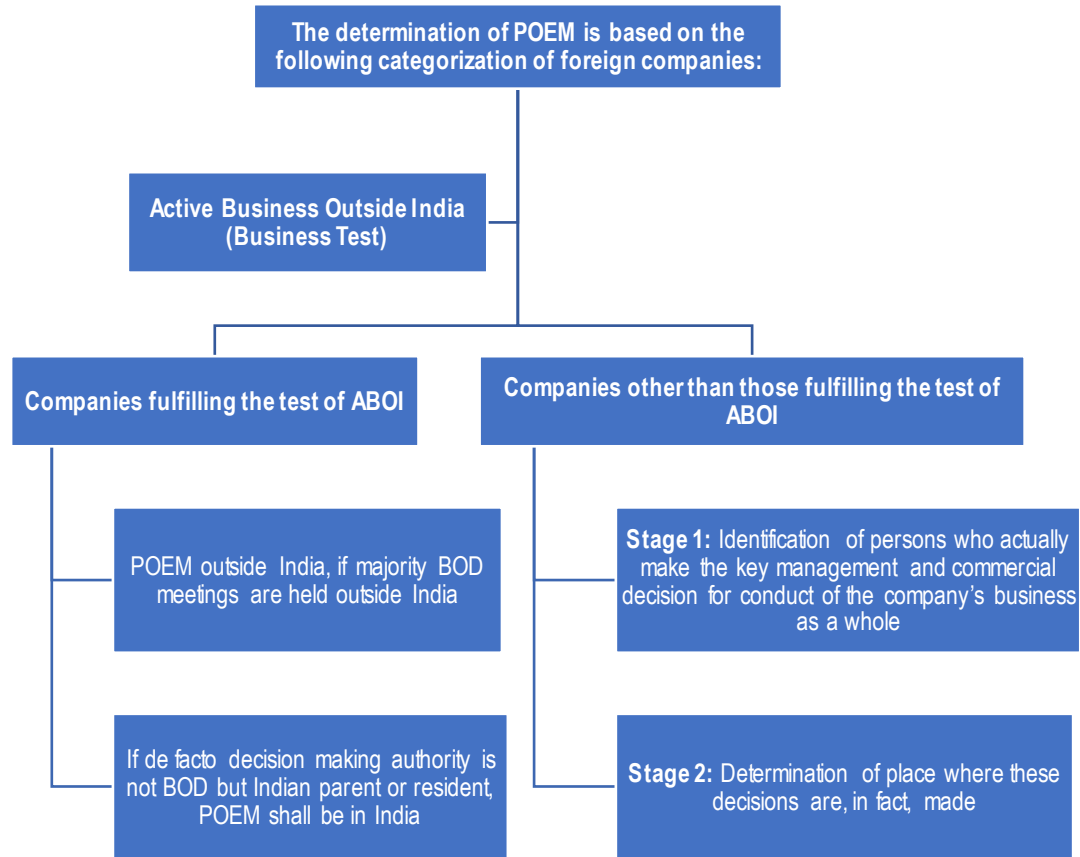 The determination of POEM is based on the
following categorization of foreign companies:
Active Business Outside India
(Business Test)
Companies fulfilling the test of ABOI
Companies other than those fulfilling the test of
ABOI
POEM outside India, if majority BOD
meetings are held outside India
Stage 1: Identification of persons who actually
make the key management and commercial
decision for conduct of the company's business
as a whole
If de facto decision making authority is
not BOD but Indian parent or resident,
POEM shall be in India
Stage 2: Determination of place where these
decisions are, in fact, made